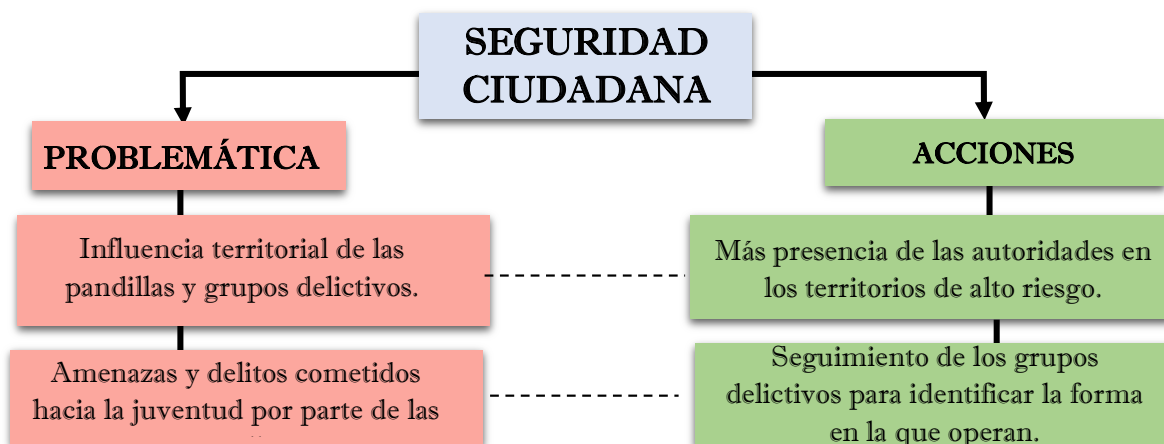 SEGURIDAD
CIUDADANA
PROBLEMÁTICA
ACCIONES
Influencia territorial de las
pandillas y grupos delictivos.
Más presencia de las autoridades en
los territorios de alto riesgo.
Amenazas y delitos cometidos
hacia la juventud por parte de las
Seguimiento de los grupos
delictivos para identificar la forma
en la que operan.